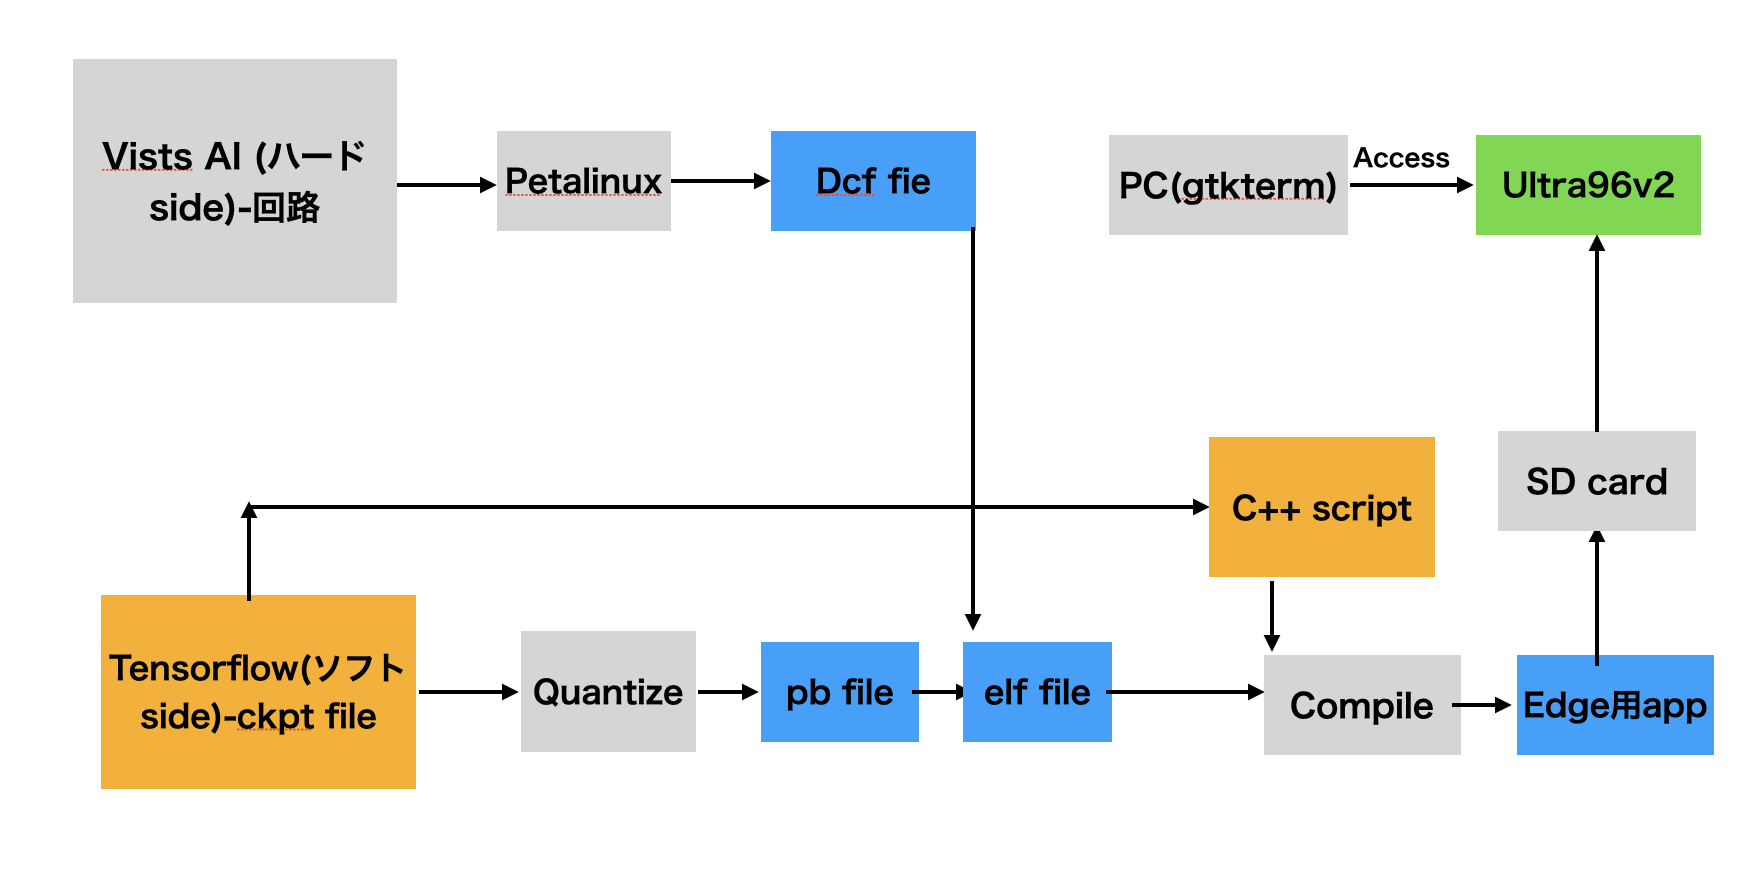 Vists AI (ハード
side)-回路
Petalinux
Dcf fie
PC(gtkterm)
Access
Ultra96v2
C++ script
SD card
Tensorflow(ソフト
side)-ckpt file
Quantize
pb file
elf file
Compile
Edge用app